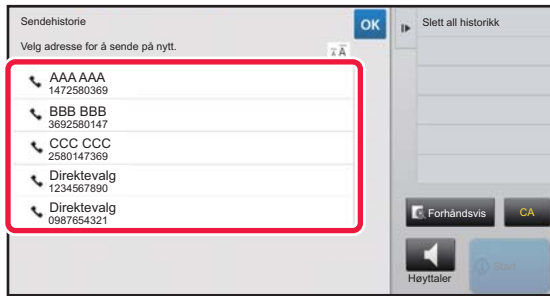 Sendehistorie
OK
Velg adresse for å sende på nytt.
A A
AAA AAA
1472580369
BBB BBB
3692580147
CCC CCC
2580147369
Direktevalg
1234567890
Direktevalg
0987654321
Slett all historikk
Forhåndsvis
CA
Høyttaler
Start